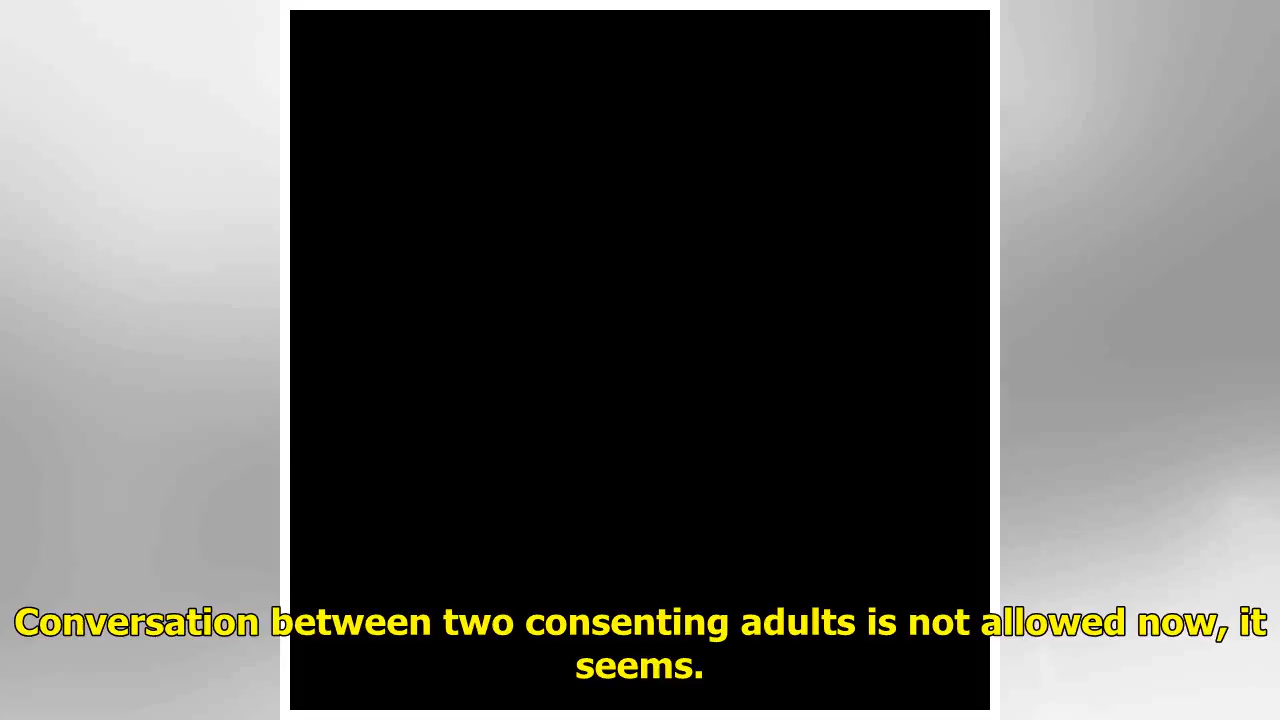 Conversation between two consenting adults is not allowed now, it
seems.